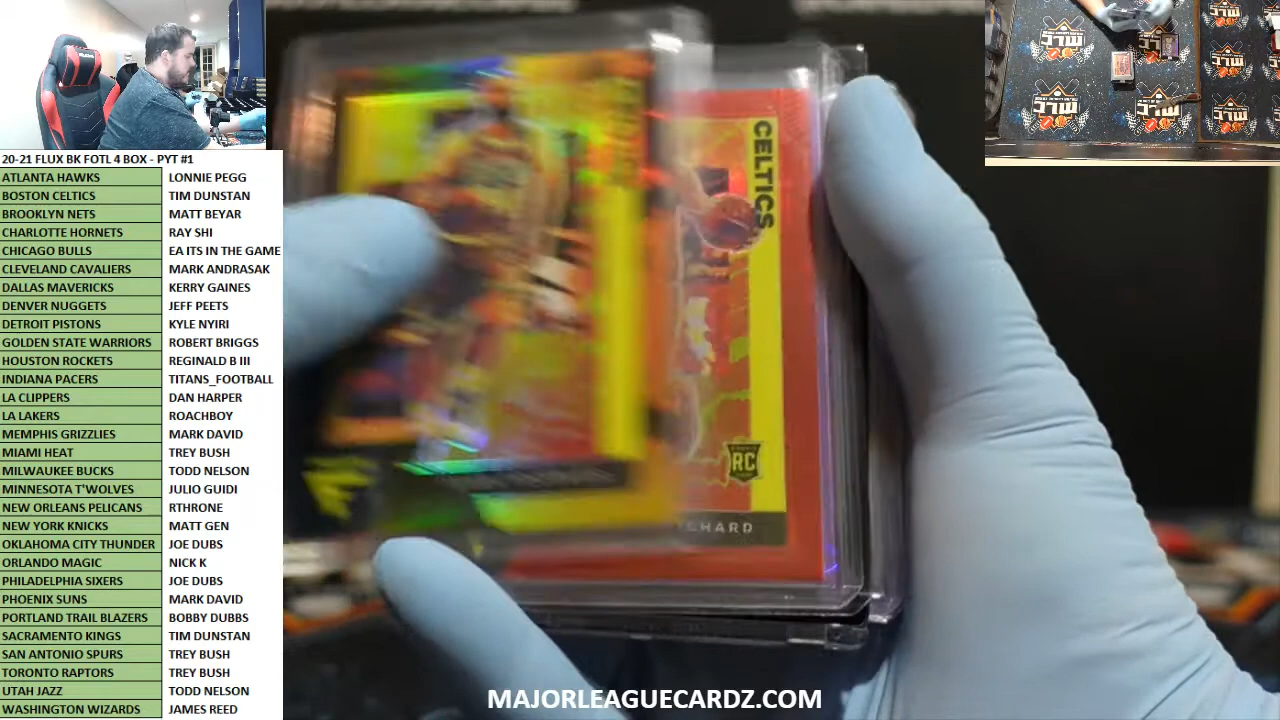 20-21 FLUX BK FOTL 4 BOX - PYT #1
ATLANTA HAWKS LONNIE PEGG
BOSTON CELTICS TIM DUNSTAN
BROOKLYN NETS MATT BEYAR
CHARLOTTE HORNETS RAY SHI
CHICAGO BULLS EA ITS IN THE GAME
CLEVELAND CAVALIERS MARK ANDRASAK
DALLAS MAVERICKS KERRY GAINES
DENVER NUGGETS JEFF PEETS
DETROIT PISTONS KYLE NYIRI
GOLDEN STATE WARRIORS ROBERT BRIGGS
HOUSTON ROCKETS REGINALD B III
INDIANA PACERS TITANS_FOOTBALL
LA CLIPPERS DAN HARPER
LA LAKERS ROACHBOY
MEMPHIS GRIZZLIES MARK DAVID
MIAMI HEAT TREY BUSH
MILWAUKEE BUCKS TODD NELSON
MINNESOTA T'WOLVES JULIO GUIDI
NEW ORLEANS PELICANS RTHRONE
NEW YORK KNICKS MATT GEN
OKLAHOMA CITY THUNDER JOE DUBS
ORLANDO MAGIC NICK K
PHILADELPHIA SIXERS JOE DUBS
PHOENIX SUNS MARK DAVID
PORTLAND TRAIL BLAZERS BOBBY DUBBS
SACRAMENTO KINGS TIM DUNSTAN
SAN ANTONIO SPURS TREY BUSH
TORONTO RAPTORS TREY BUSH
UTAH JAZZ TODD NELSON
WASHINGTON WIZARDS JAMES REED
CELTICS
RC
CHARD
MAJORLEAGUECARDZ.COM